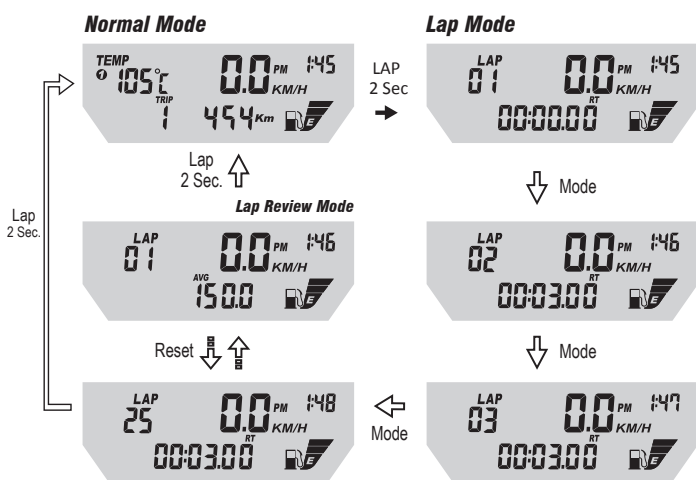 Normal Mode
TEMP
1 105°C 0.0 PM 1:45
KM/H
TRIP
1 454 Km E
LAP
2 Sec
Lap Mode
LAP
01 0.0 PM 1:45
KM/H
RT
00:00.00 E
Mode
LAP
02 0.0 PM 1:46
KM/H
RT
00:03.00 E
Mode
LAP
03 0.0 PM 1:47
KM/H
RT
00:03.00 E
Mode
LAP
25 0.0 PM 1:48
KM/H
RT
00:03.00 E
Reset
Lap Review Mode
LAP
01 0.0 PM 1:46
KM/H
AVG
150.0 E
Lap
2 Sec.
Lap
2 Sec.